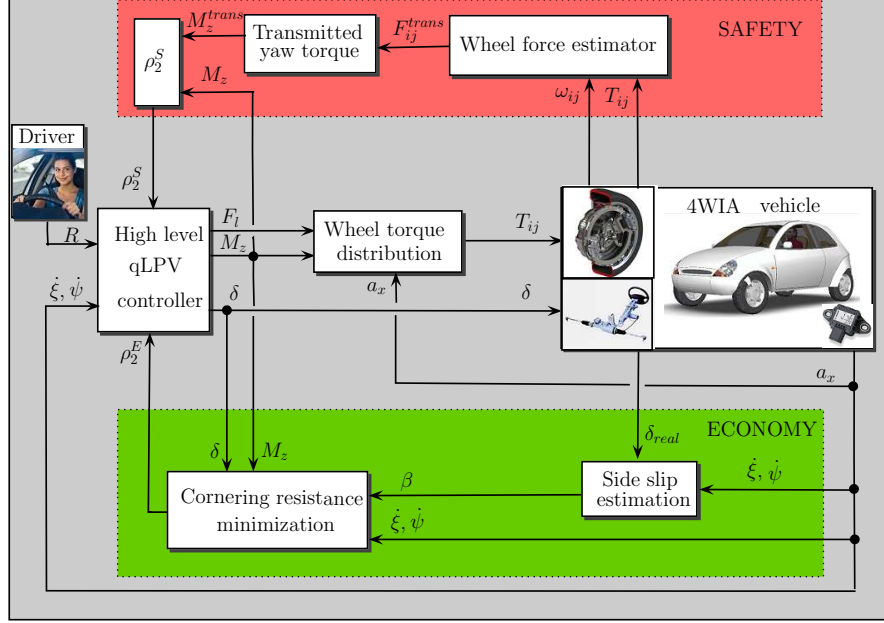 SAFETY
M_z^{trans}
Transmitted
yaw torque
F_{ij}^{trans}
Wheel force estimator
ρ_2^S
M_z
ω_{ij}
T_{ij}
Driver
ρ_2^S
R
High level
qLPV
controller
F_l
M_z
δ
Wheel torque
distribution
T_{ij}
4WIA vehicle
ξ̇, ψ̇
a_x
δ
ρ_2^E
a_x
ECONOMY
δ
M_z
δ_{real}
Cornering resistance
minimization
β
ξ̇, ψ̇
Side slip
estimation
ξ̇, ψ̇